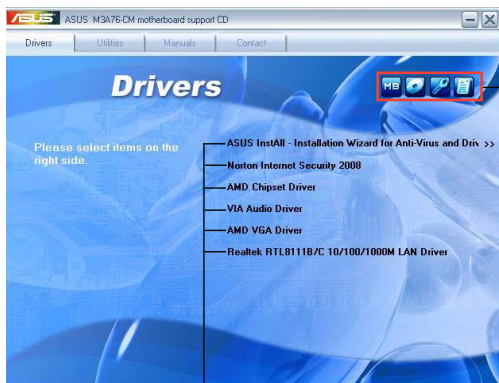 ASUS ASUS M3A76-CM motherboard support CD
Drivers Utilities Manuals Contact
Drivers
MB
Please select items on the
right side.
ASUS InstAll - Installation Wizard for Anti-Virus and Driv >>
Norton Internet Security 2008
AMD Chipset Driver
VIA Audio Driver
AMD VGA Driver
Realtek RTL8111B/C 10/100/1000M LAN Driver